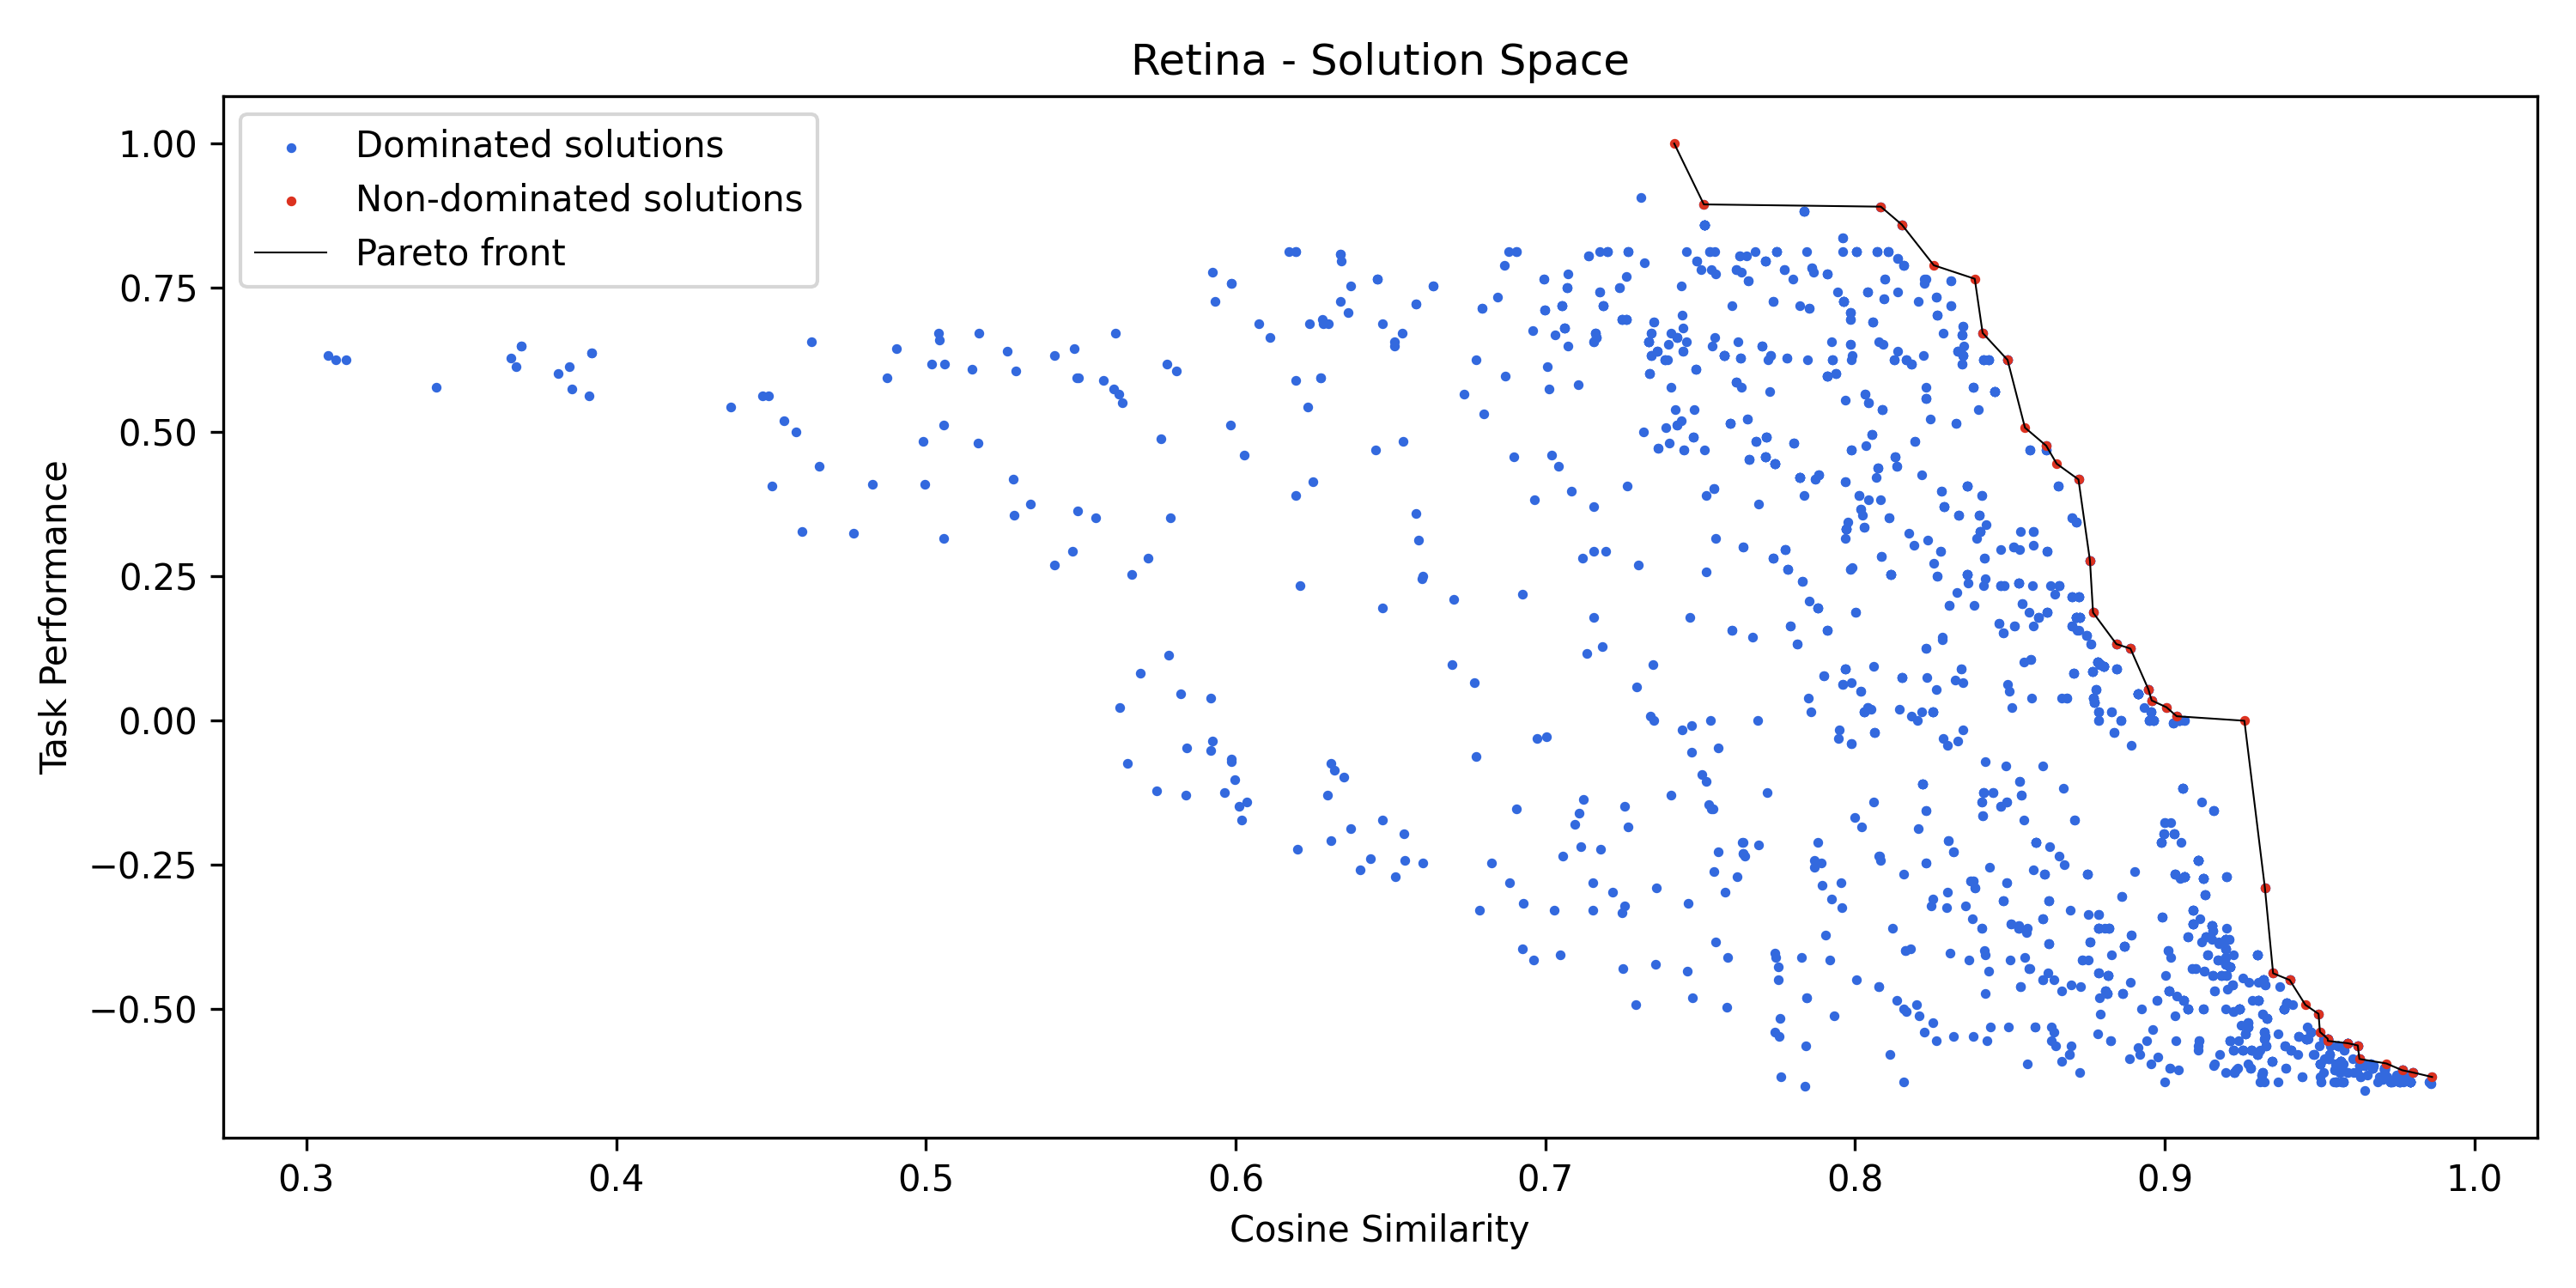 Retina - Solution Space
Dominated solutions
Non-dominated solutions
Pareto front
Task Performance
1.00
0.75
0.50
0.25
0.00
−0.25
−0.50
0.3 0.4 0.5 0.6 0.7 0.8 0.9 1.0
Cosine Similarity